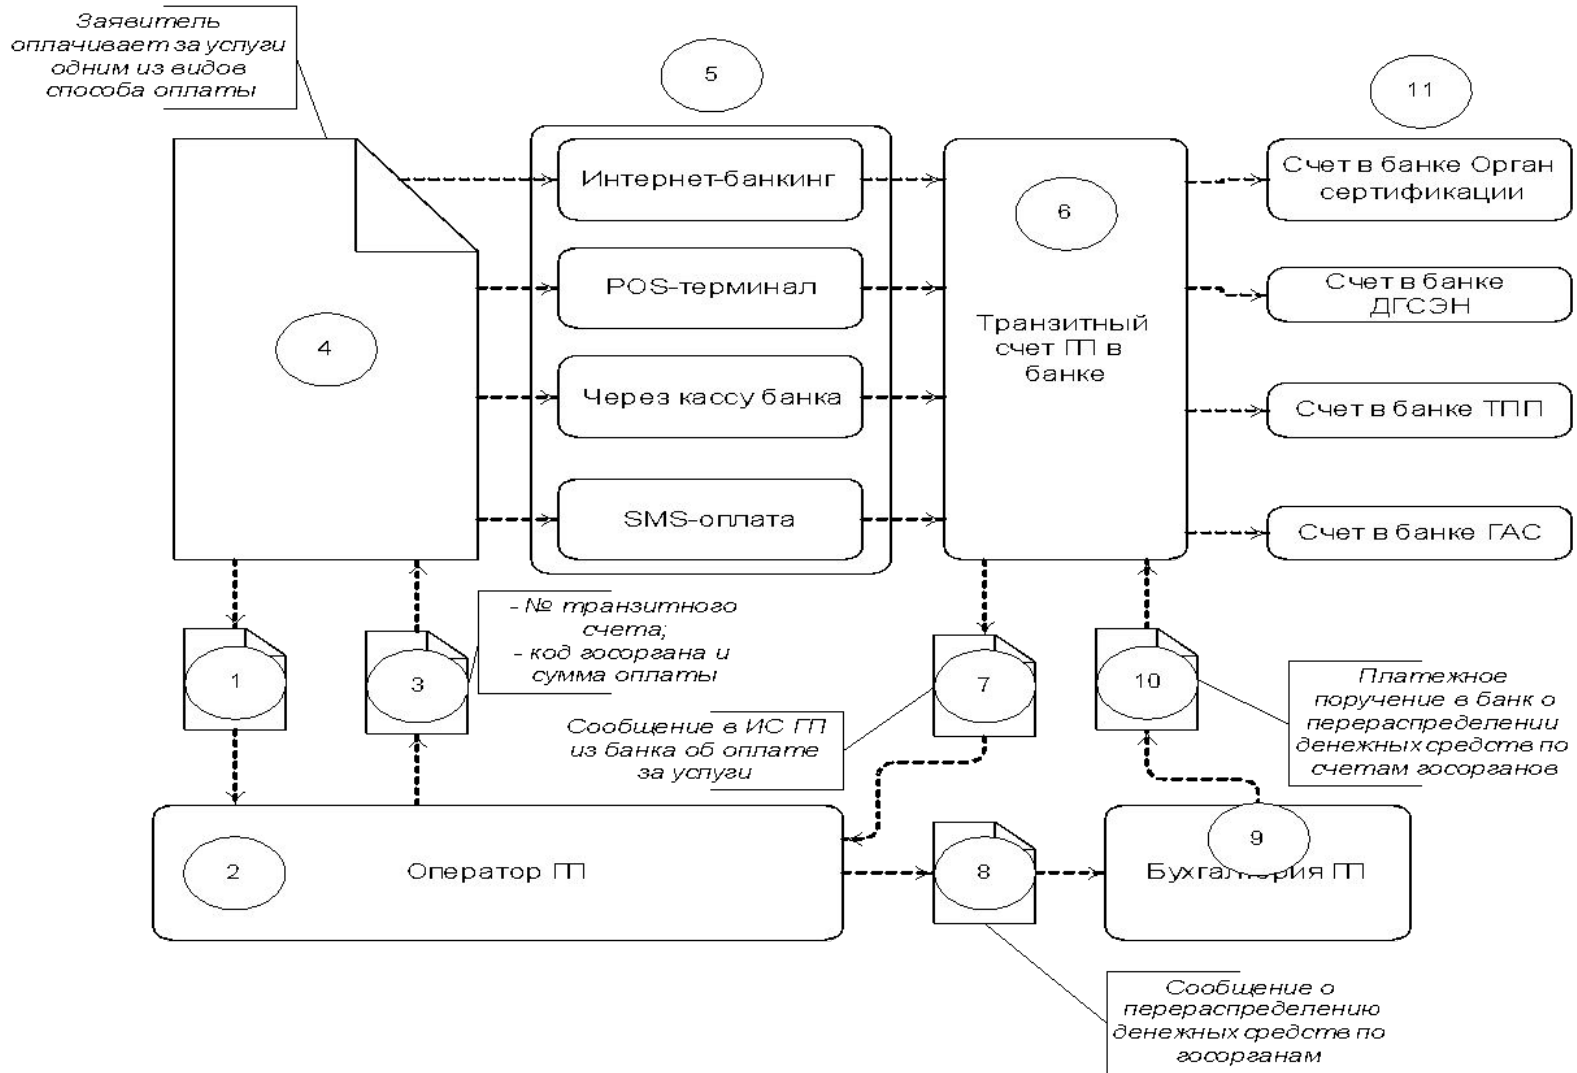 Заявитель
оплачивает за услуги
одним из видов
способа оплаты
5
11
Интернет-банкинг
POS-терминал
Через кассу банка
SMS-оплата
4
6
Транзитный
счет ГП в
банке
Счет в банке Орган
сертификации
Счет в банке
ДГСЭН
Счет в банке ТПП
Счет в банке ГАС
1
3
- № транзитного
счета;
- код госоргана и
сумма оплаты
7
Сообщение в ИС ГП
из банка об оплате
за услуги
10
Платежное
поручение в банк о
перераспределении
денежных средств по
счетам госорганов
2
Оператор ГП
8
9
Бухгалтерия ГП
Сообщение о
перераспределению
денежных средств по
госорганам